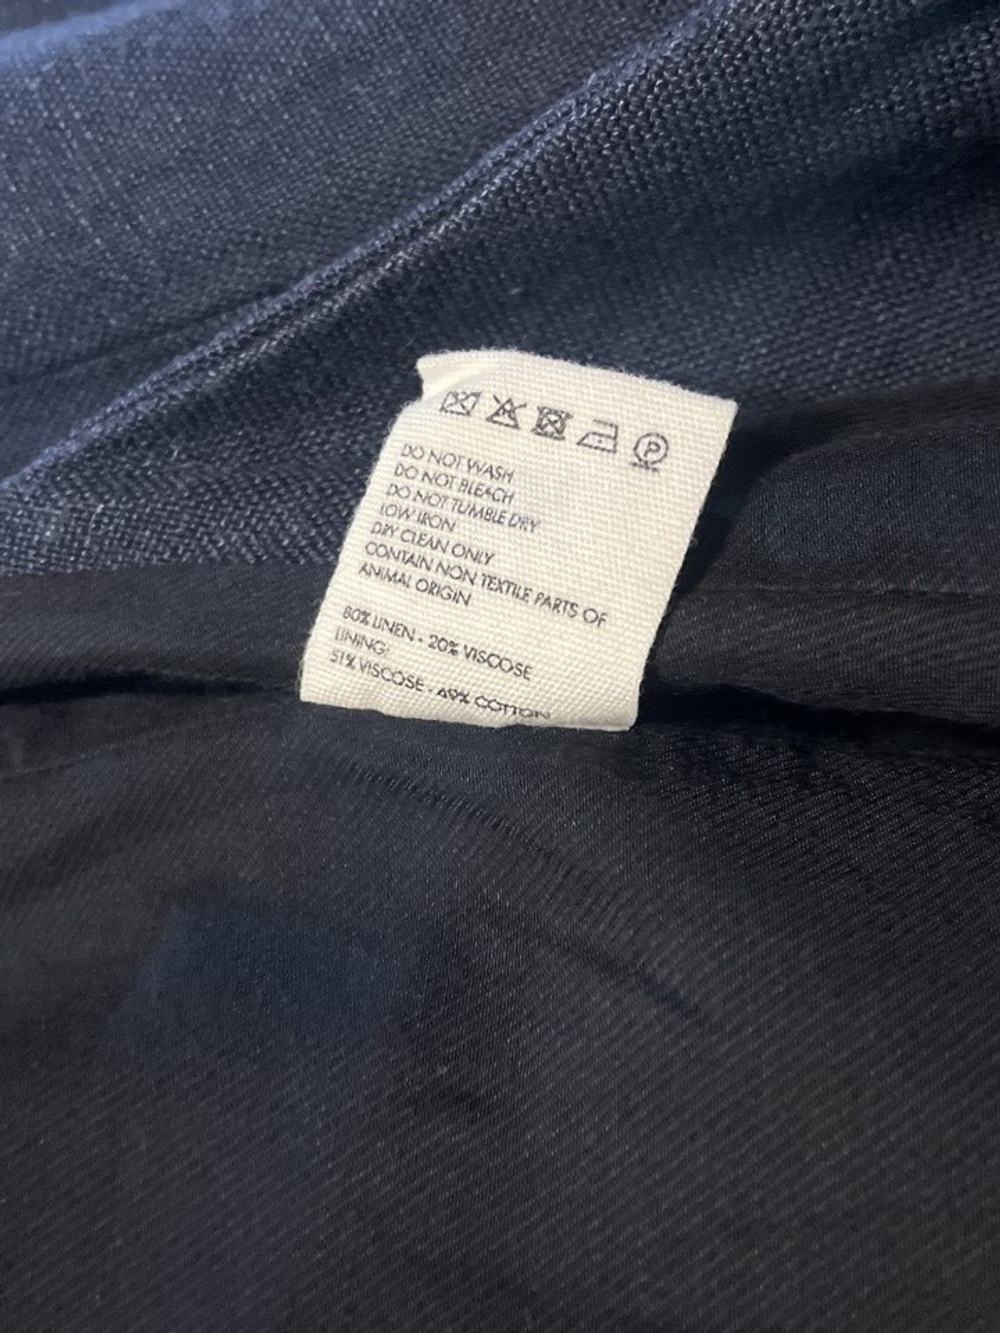 P
DO NOT WASH
DO NOT BLEACH
DO NOT TUMBLE DRY
LOW IRON
DRY CLEAN ONLY
CONTAIN NON TEXTILE PARTS OF
ANIMAL ORIGIN
80% LINEN - 20% VISCOSE
LINING:
51% VISCOSE - 49% COTTON